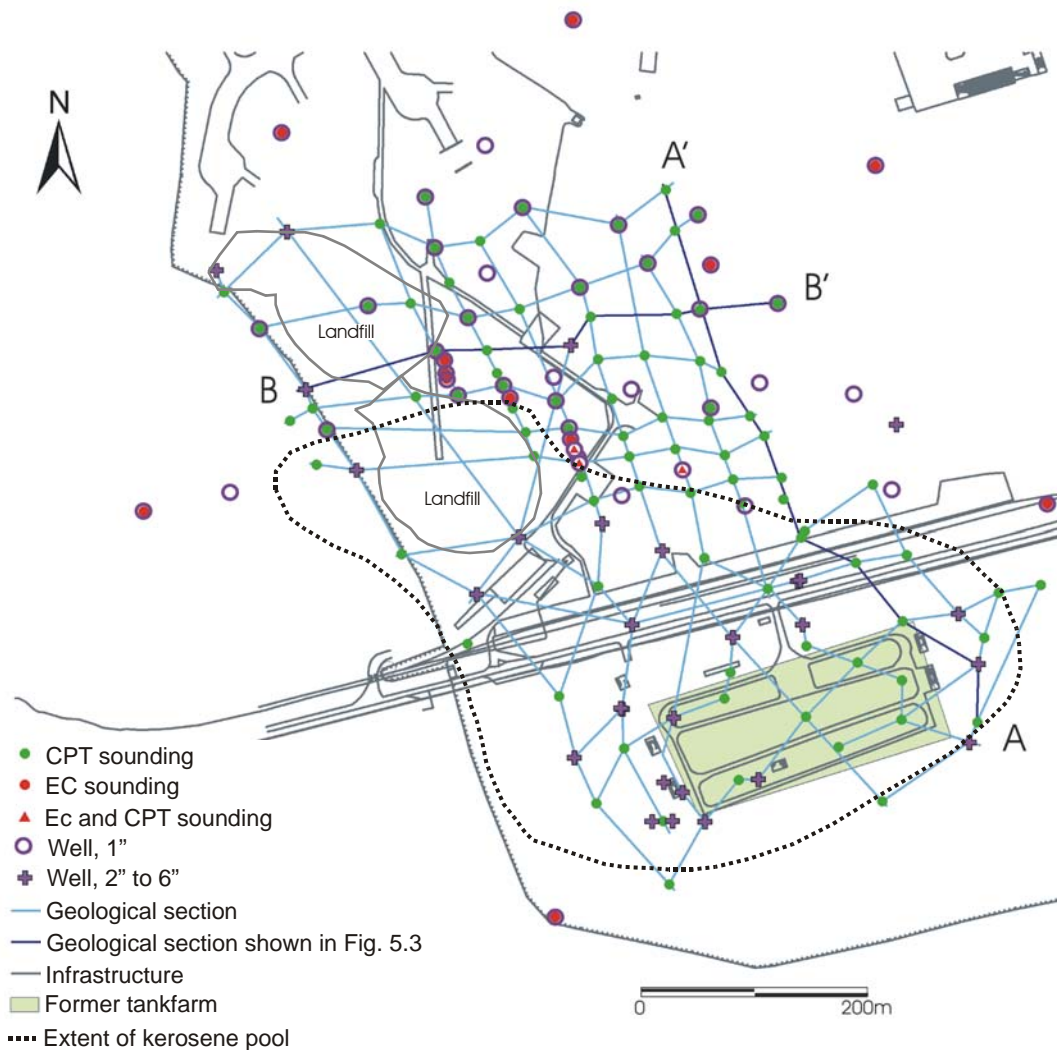 N
A'
B'
Landfill
B
Landfill
A
CPT sounding
EC sounding
Ec and CPT sounding
Well, 1”
Well, 2” to 6”
Geological section
Geological section shown in Fig. 5.3
Infrastructure
Former tankfarm
Extent of kerosene pool
0 200m